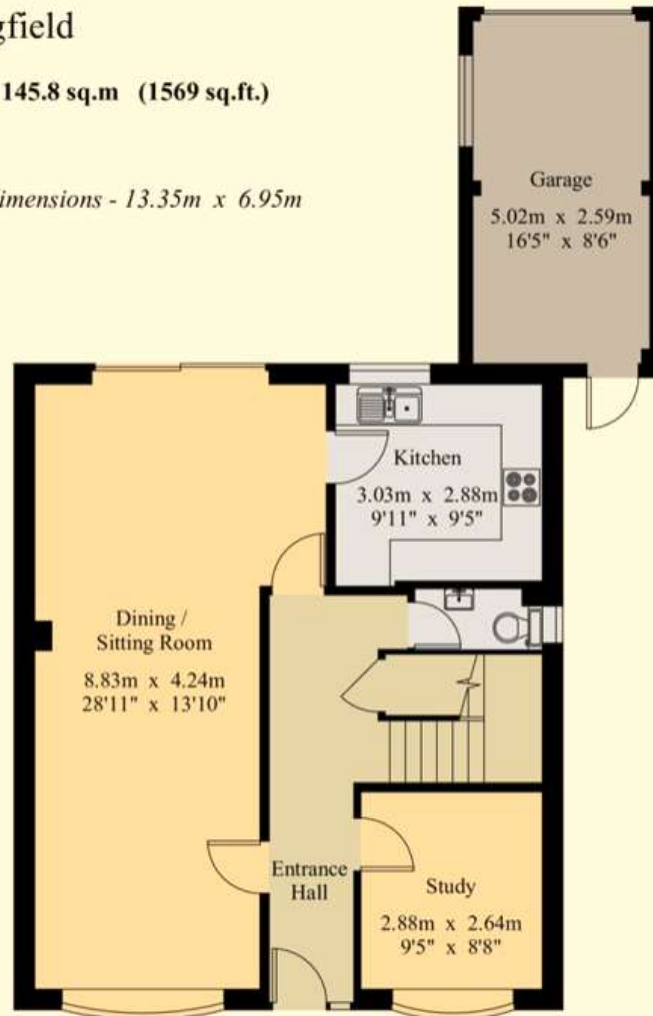 gfield
145.8 sq.m (1569 sq.ft.)
imensions - 13.35m x 6.95m
Garage
5.02m x 2.59m
16'5" x 8'6"
Kitchen
3.03m x 2.88m
9'11" x 9'5"
Dining /
Sitting Room
8.83m x 4.24m
28'11" x 13'10"
Entrance
Hall
Study
2.88m x 2.64m
9'5" x 8'8"